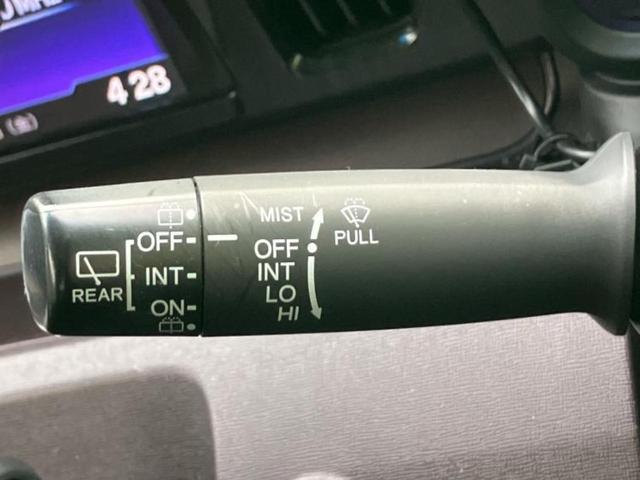 4:28
MIST
PULL
OFF
OFF
INT
INT
REAR
LO
ON
HI